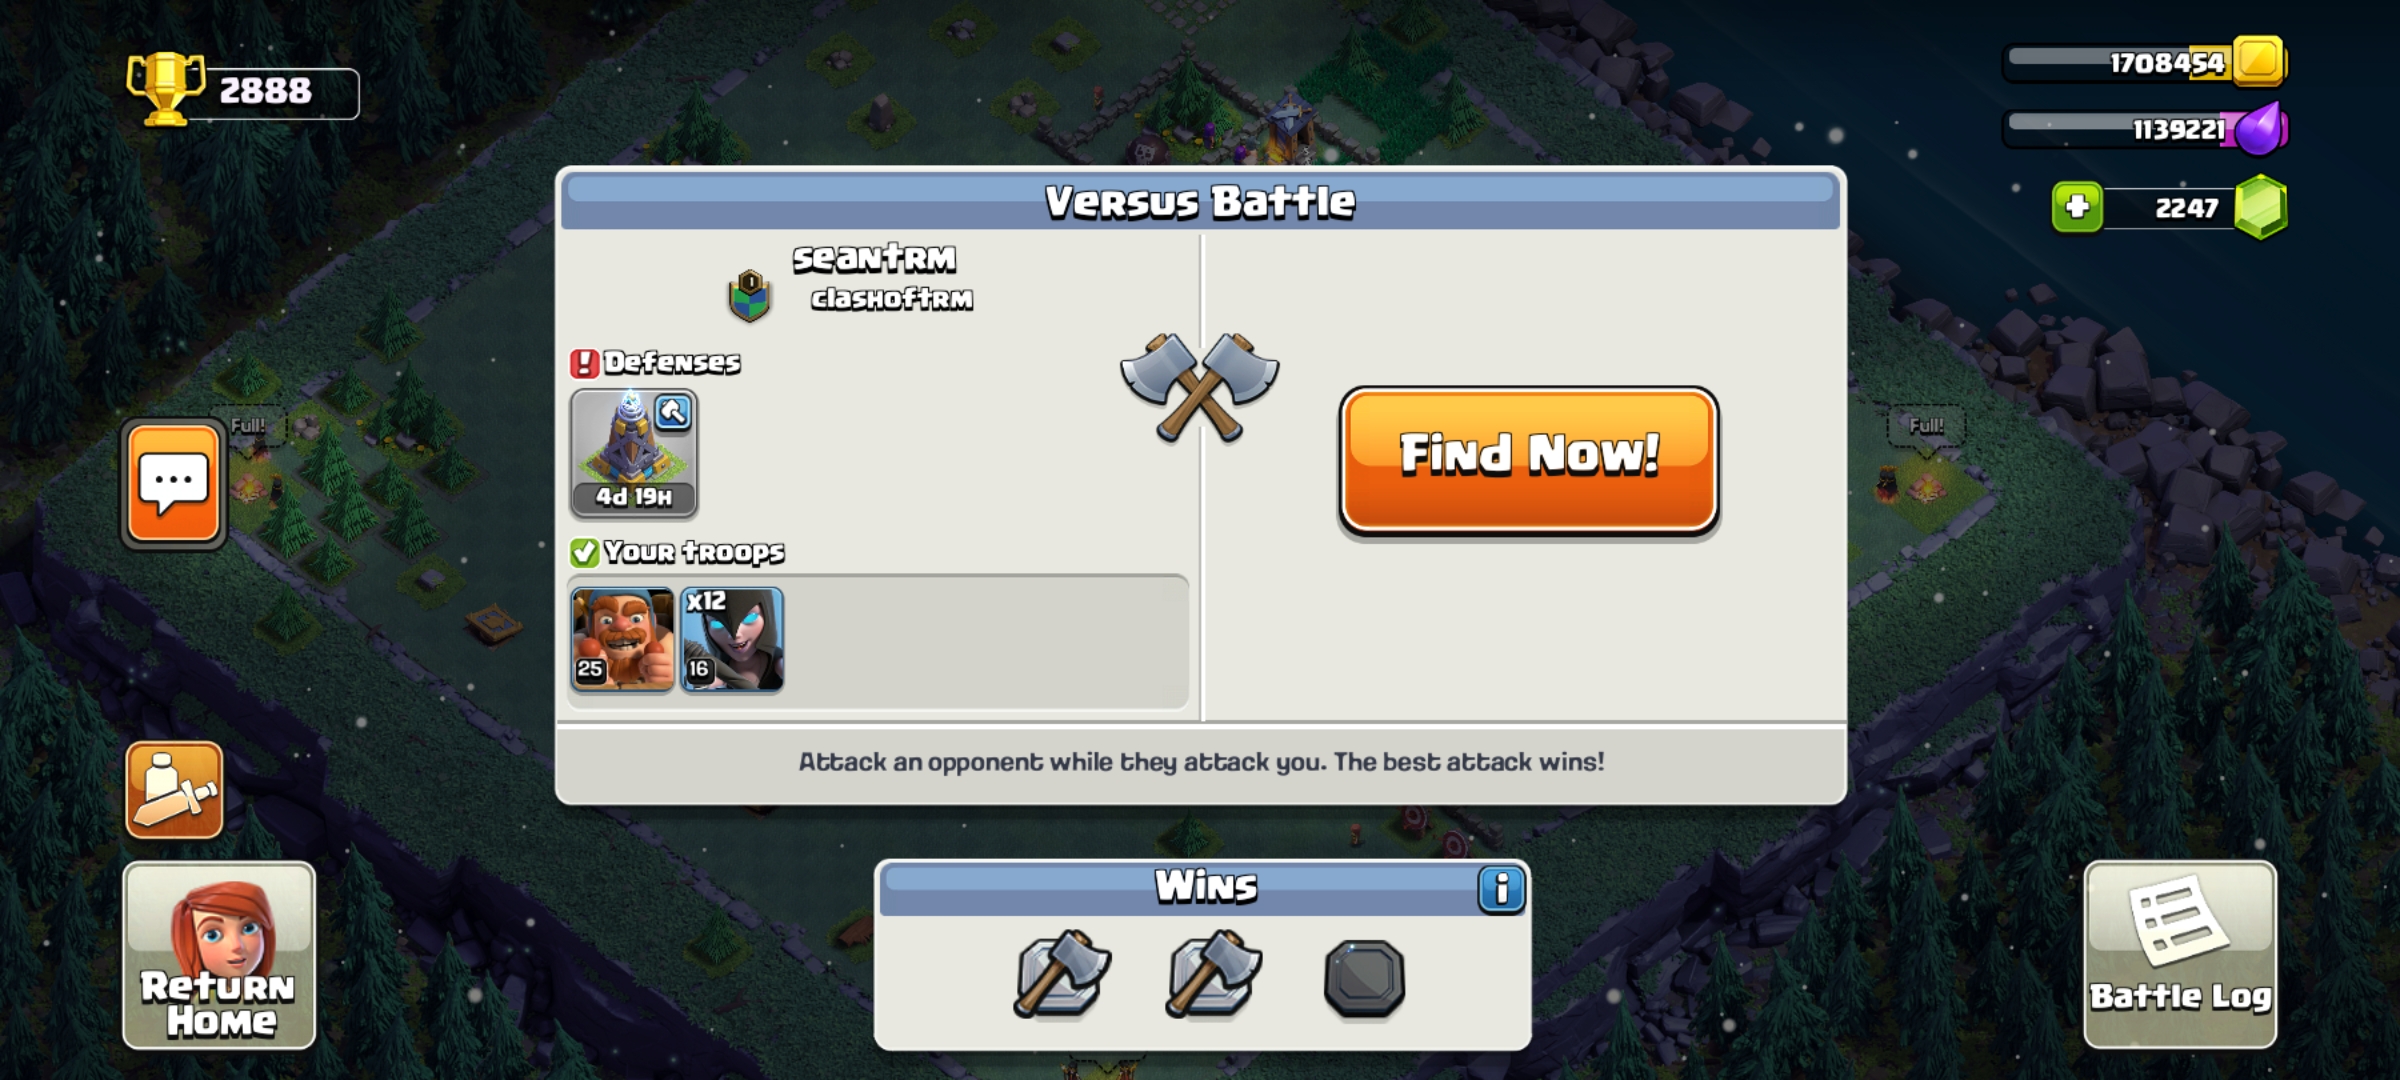 2888
1708454
1139221
2247
Versus Battle
seantrm
clashoftrm
Defenses
4d 19H
Your troops
25
x12
16
Find Now!
Full!
Full!
Attack an opponent while they attack you. The best attack wins!
Wins
Return
Home
Battle Log